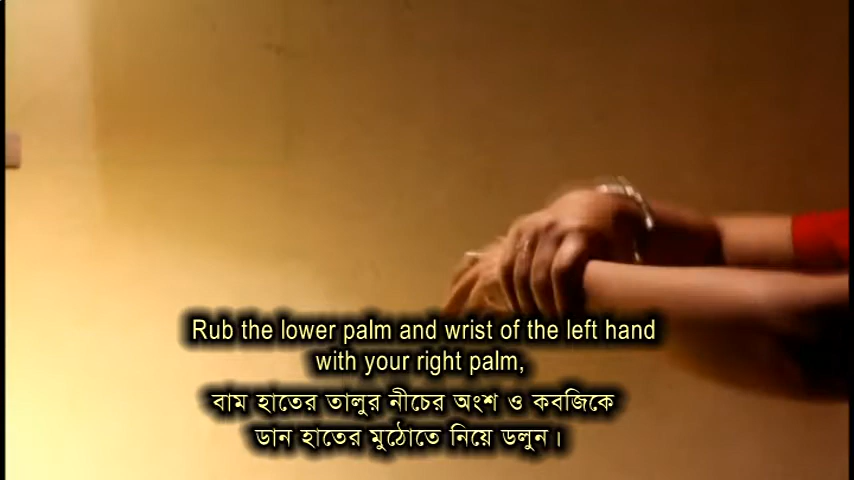 Rub the lower palm and wrist of the left hand
with your right palm,
বাম হাতের তালুর নীচের অংশ ও কবজিকে
ডান হাতের মুঠোতে নিয়ে ডলুন।